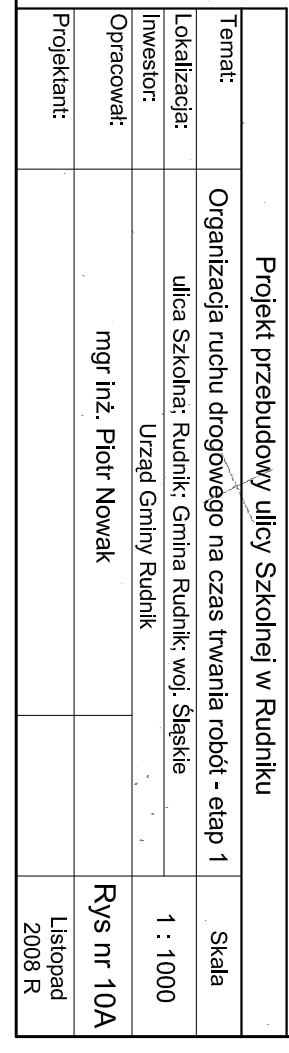 Projekt przebudowy ulicy Szkolnej w Rudniku
Temat: Organizacja ruchu drogowego na czas trwania robót - etap 1 Skala
Lokalizacja: ulica Szkolna; Rudnik; Gmina Rudnik; woj. Śląskie 1 : 1000
Inwestor: Urząd Gminy Rudnik
Opracował: mgr inż. Piotr Nowak Rys nr 10A
Projektant: Listopad
2008 R